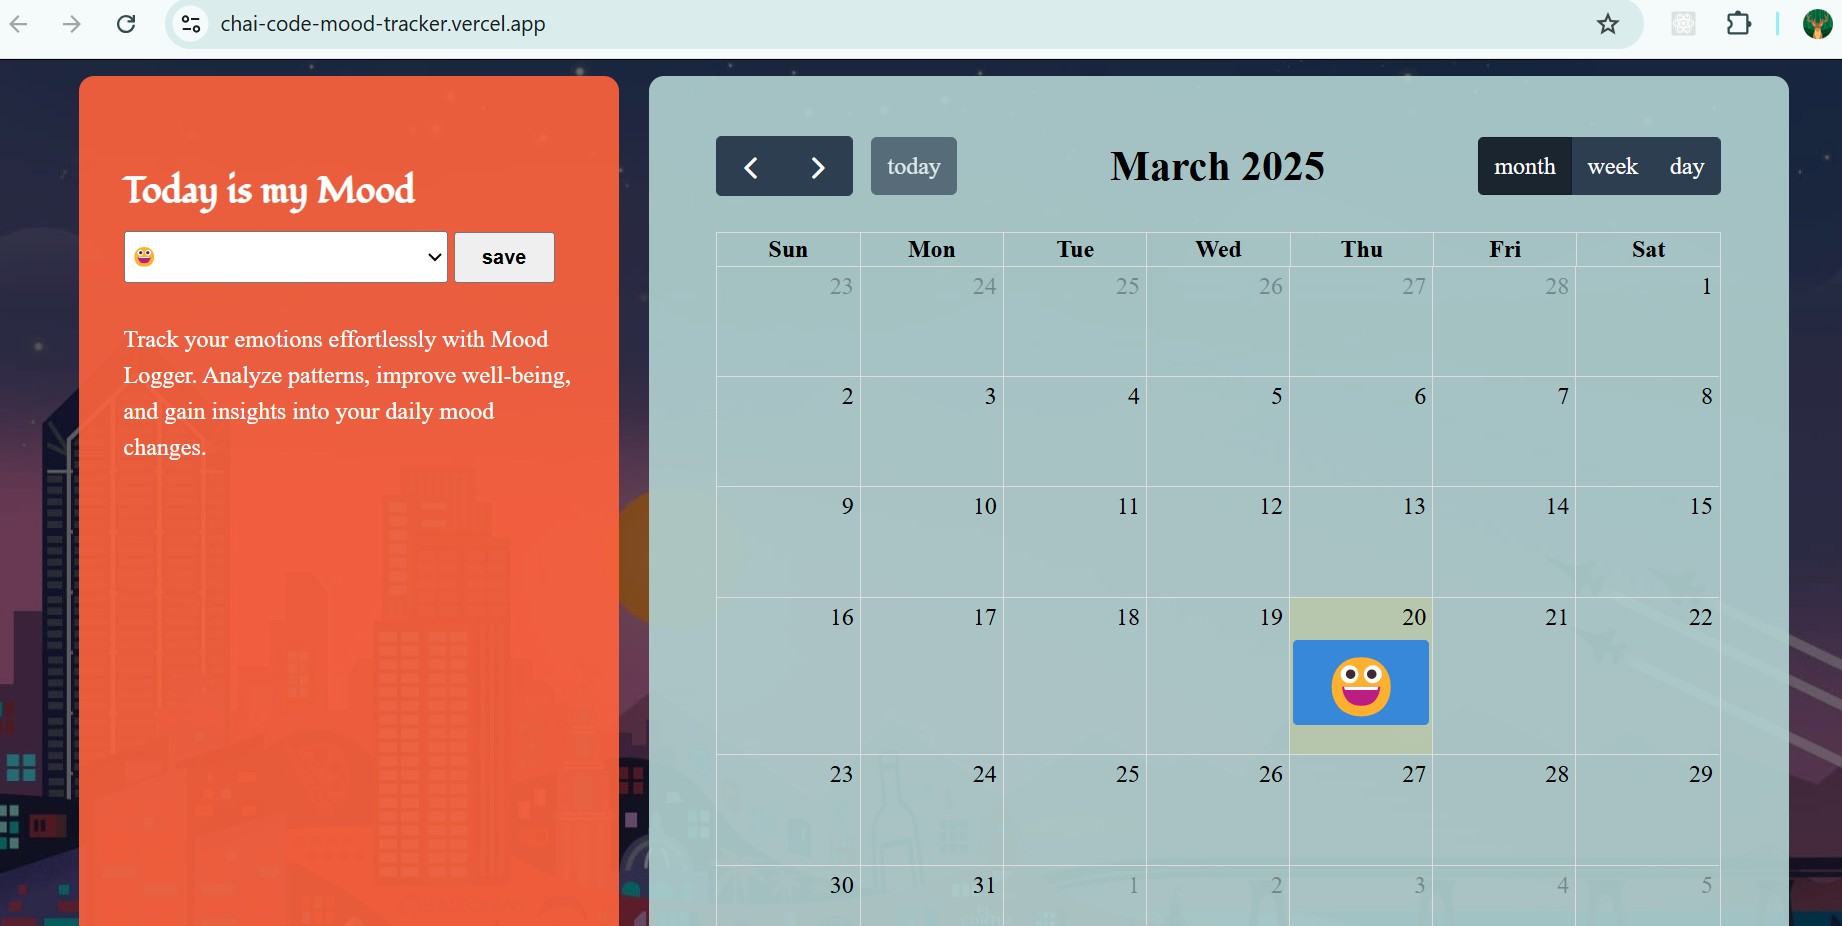 chai-code-mood-tracker.vercel.app
Today is my Mood
save
Track your emotions effortlessly with Mood
Logger. Analyze patterns, improve well-being,
and gain insights into your daily mood
changes.
today
March 2025
month week day
Sun Mon Tue Wed Thu Fri Sat
23 24 25 26 27 28 1
2 3 4 5 6 7 8
9 10 11 12 13 14 15
16 17 18 19 20 21 22
23 24 25 26 27 28 29
30 31 1 2 3 4 5